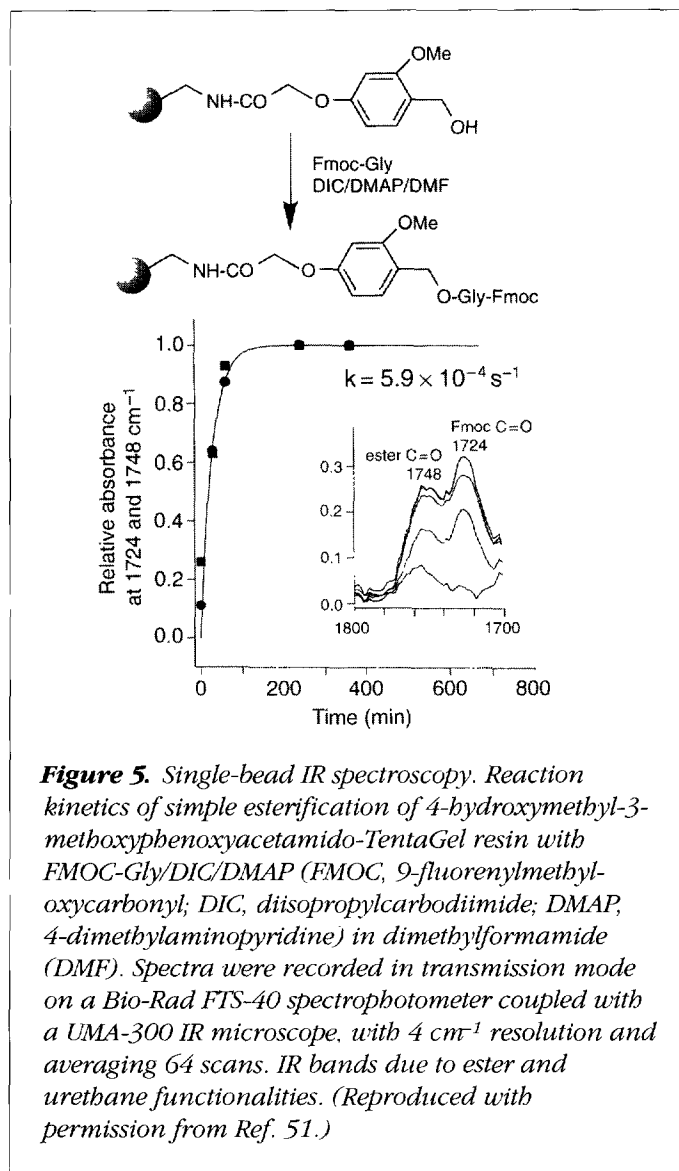 OMe
NH-CO
O
OH
Fmoc-Gly
DIC/DMAP/DMF
OMe
NH-CO
O
O-Gly-Fmoc
Relative absorbance
at 1724 and 1748 cm⁻¹
1.0
0.8
0.6
0.4
0.2
0.0
k = 5.9 × 10⁻⁴ s⁻¹
Fmoc C=O
1724
ester C=O
1748
0.3
0.2
0.1
0.0
1800 1700
0 200 400 600 800
Time (min)
Figure 5. Single-bead IR spectroscopy. Reaction
kinetics of simple esterification of 4-hydroxymethyl-3-
methoxyphenoxyacetamido-TentaGel resin with
FMOC-Gly/DIC/DMAP (FMOC, 9-fluorenylmethyl-
oxycarbonyl; DIC, diisopropylcarbodiimide; DMAP,
4-dimethylaminopyridine) in dimethylformamide
(DMF). Spectra were recorded in transmission mode
on a Bio-Rad FTS-40 spectrophotometer coupled with
a UMA-300 IR microscope, with 4 cm⁻¹ resolution and
averaging 64 scans. IR bands due to ester and
urethane functionalities. (Reproduced with
permission from Ref. 51.)